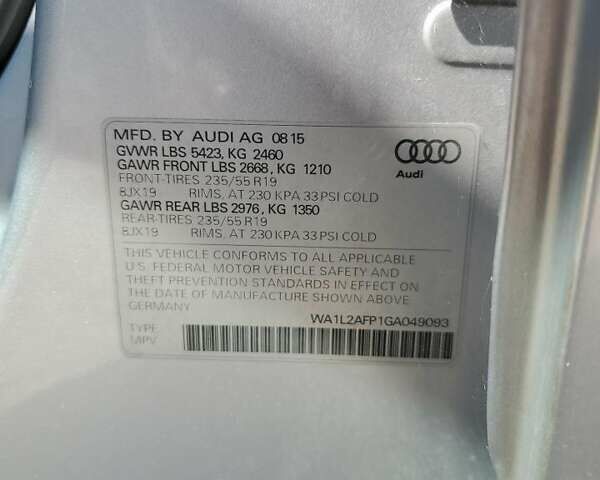 MFD. BY AUDI AG 08 15
GVWR LBS 5423, KG 2460
GAWR FRONT LBS 2668, KG 1210
FRONT-TIRES 235/55 R19
8JX19 RIMS, AT 230 KPA 33 PSI COLD
GAWR REAR LBS 2976, KG 1350
REAR-TIRES 235/55 R19
8JX19 RIMS, AT 230 KPA 33 PSI COLD
Audi
THIS VEHICLE CONFORMS TO ALL APPLICABLE
U.S. FEDERAL MOTOR VEHICLE SAFETY AND
THEFT PREVENTION STANDARDS IN EFFECT ON
THE DATE OF MANUFACTURE SHOWN ABOVE
GERMANY
WA1L2AFP1GA049093
TYPE
MPV